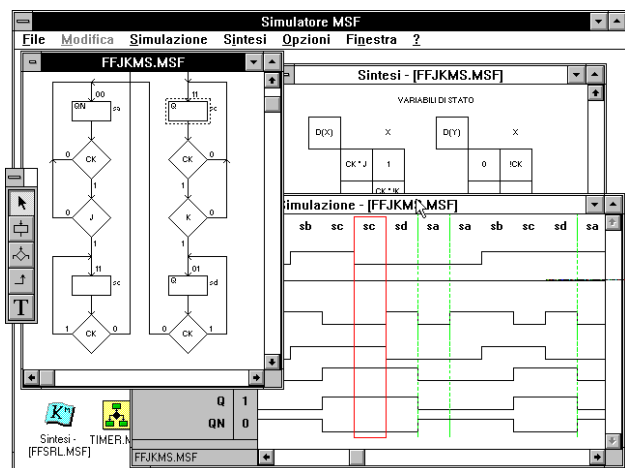 Simulatore MSF
File Modifica Simulazione Sintesi Opzioni Finestra ?
FFJKMS.MSF
00
QN
sa
11
Q
sc
0
CK
1
CK
0
1
0
J
1
K
0
1
11
sc
01
Q
sd
1
CK
0
0
CK
1
T
Sintesi - [FFJKMS.MSF]
VARIABILI DI STATO
D(X)
X
D(Y)
X
CK*J
1
0
!CK
CK*!K
Simulazione - [FFJKMS.MSF]
sb sc sc sd sa sa sb sc sd sa
Q 1
QN 0
FFJKMS.MSF
Sintesi -
[FFSRL.MSF]
TIMER.M